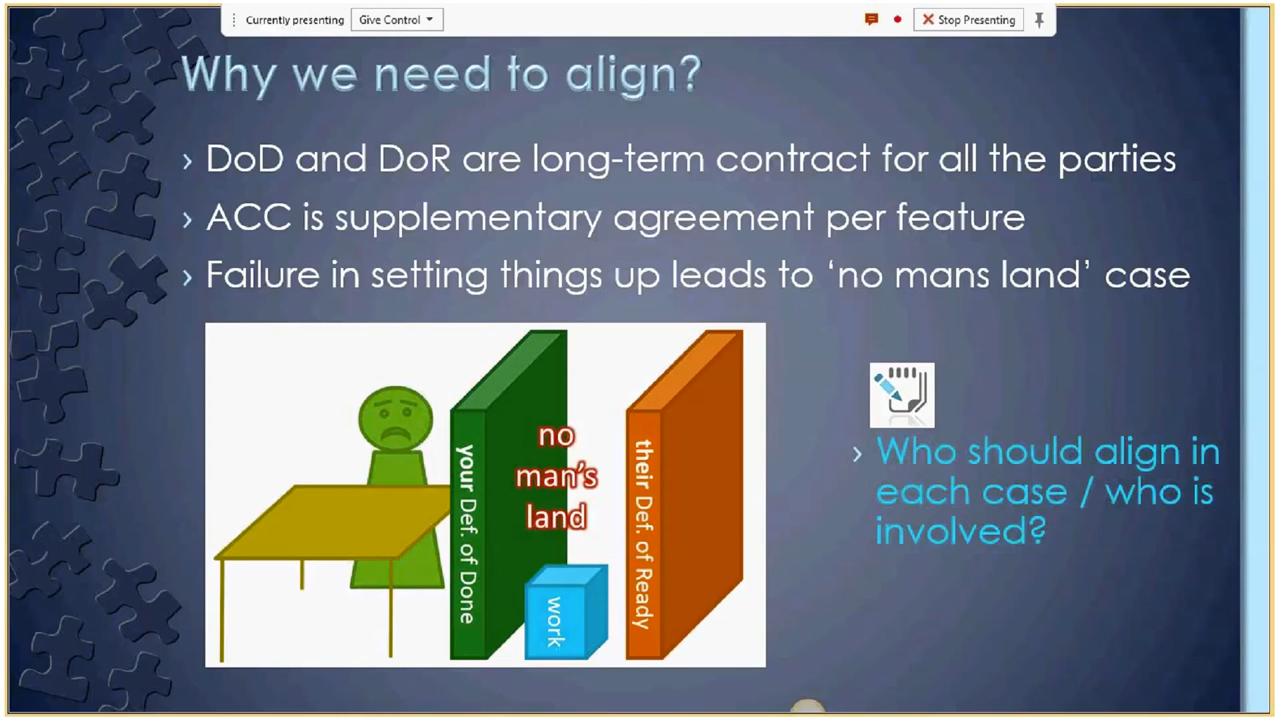 Currently presenting Give Control Stop Presenting
Why we need to align?
DoD and DoR are long-term contract for all the parties
ACC is supplementary agreement per feature
Failure in setting things up leads to ‘no mans land’ case
your Def. of Done
no
man's
land
work
their Def. of Ready
Who should align in
each case / who is
involved?